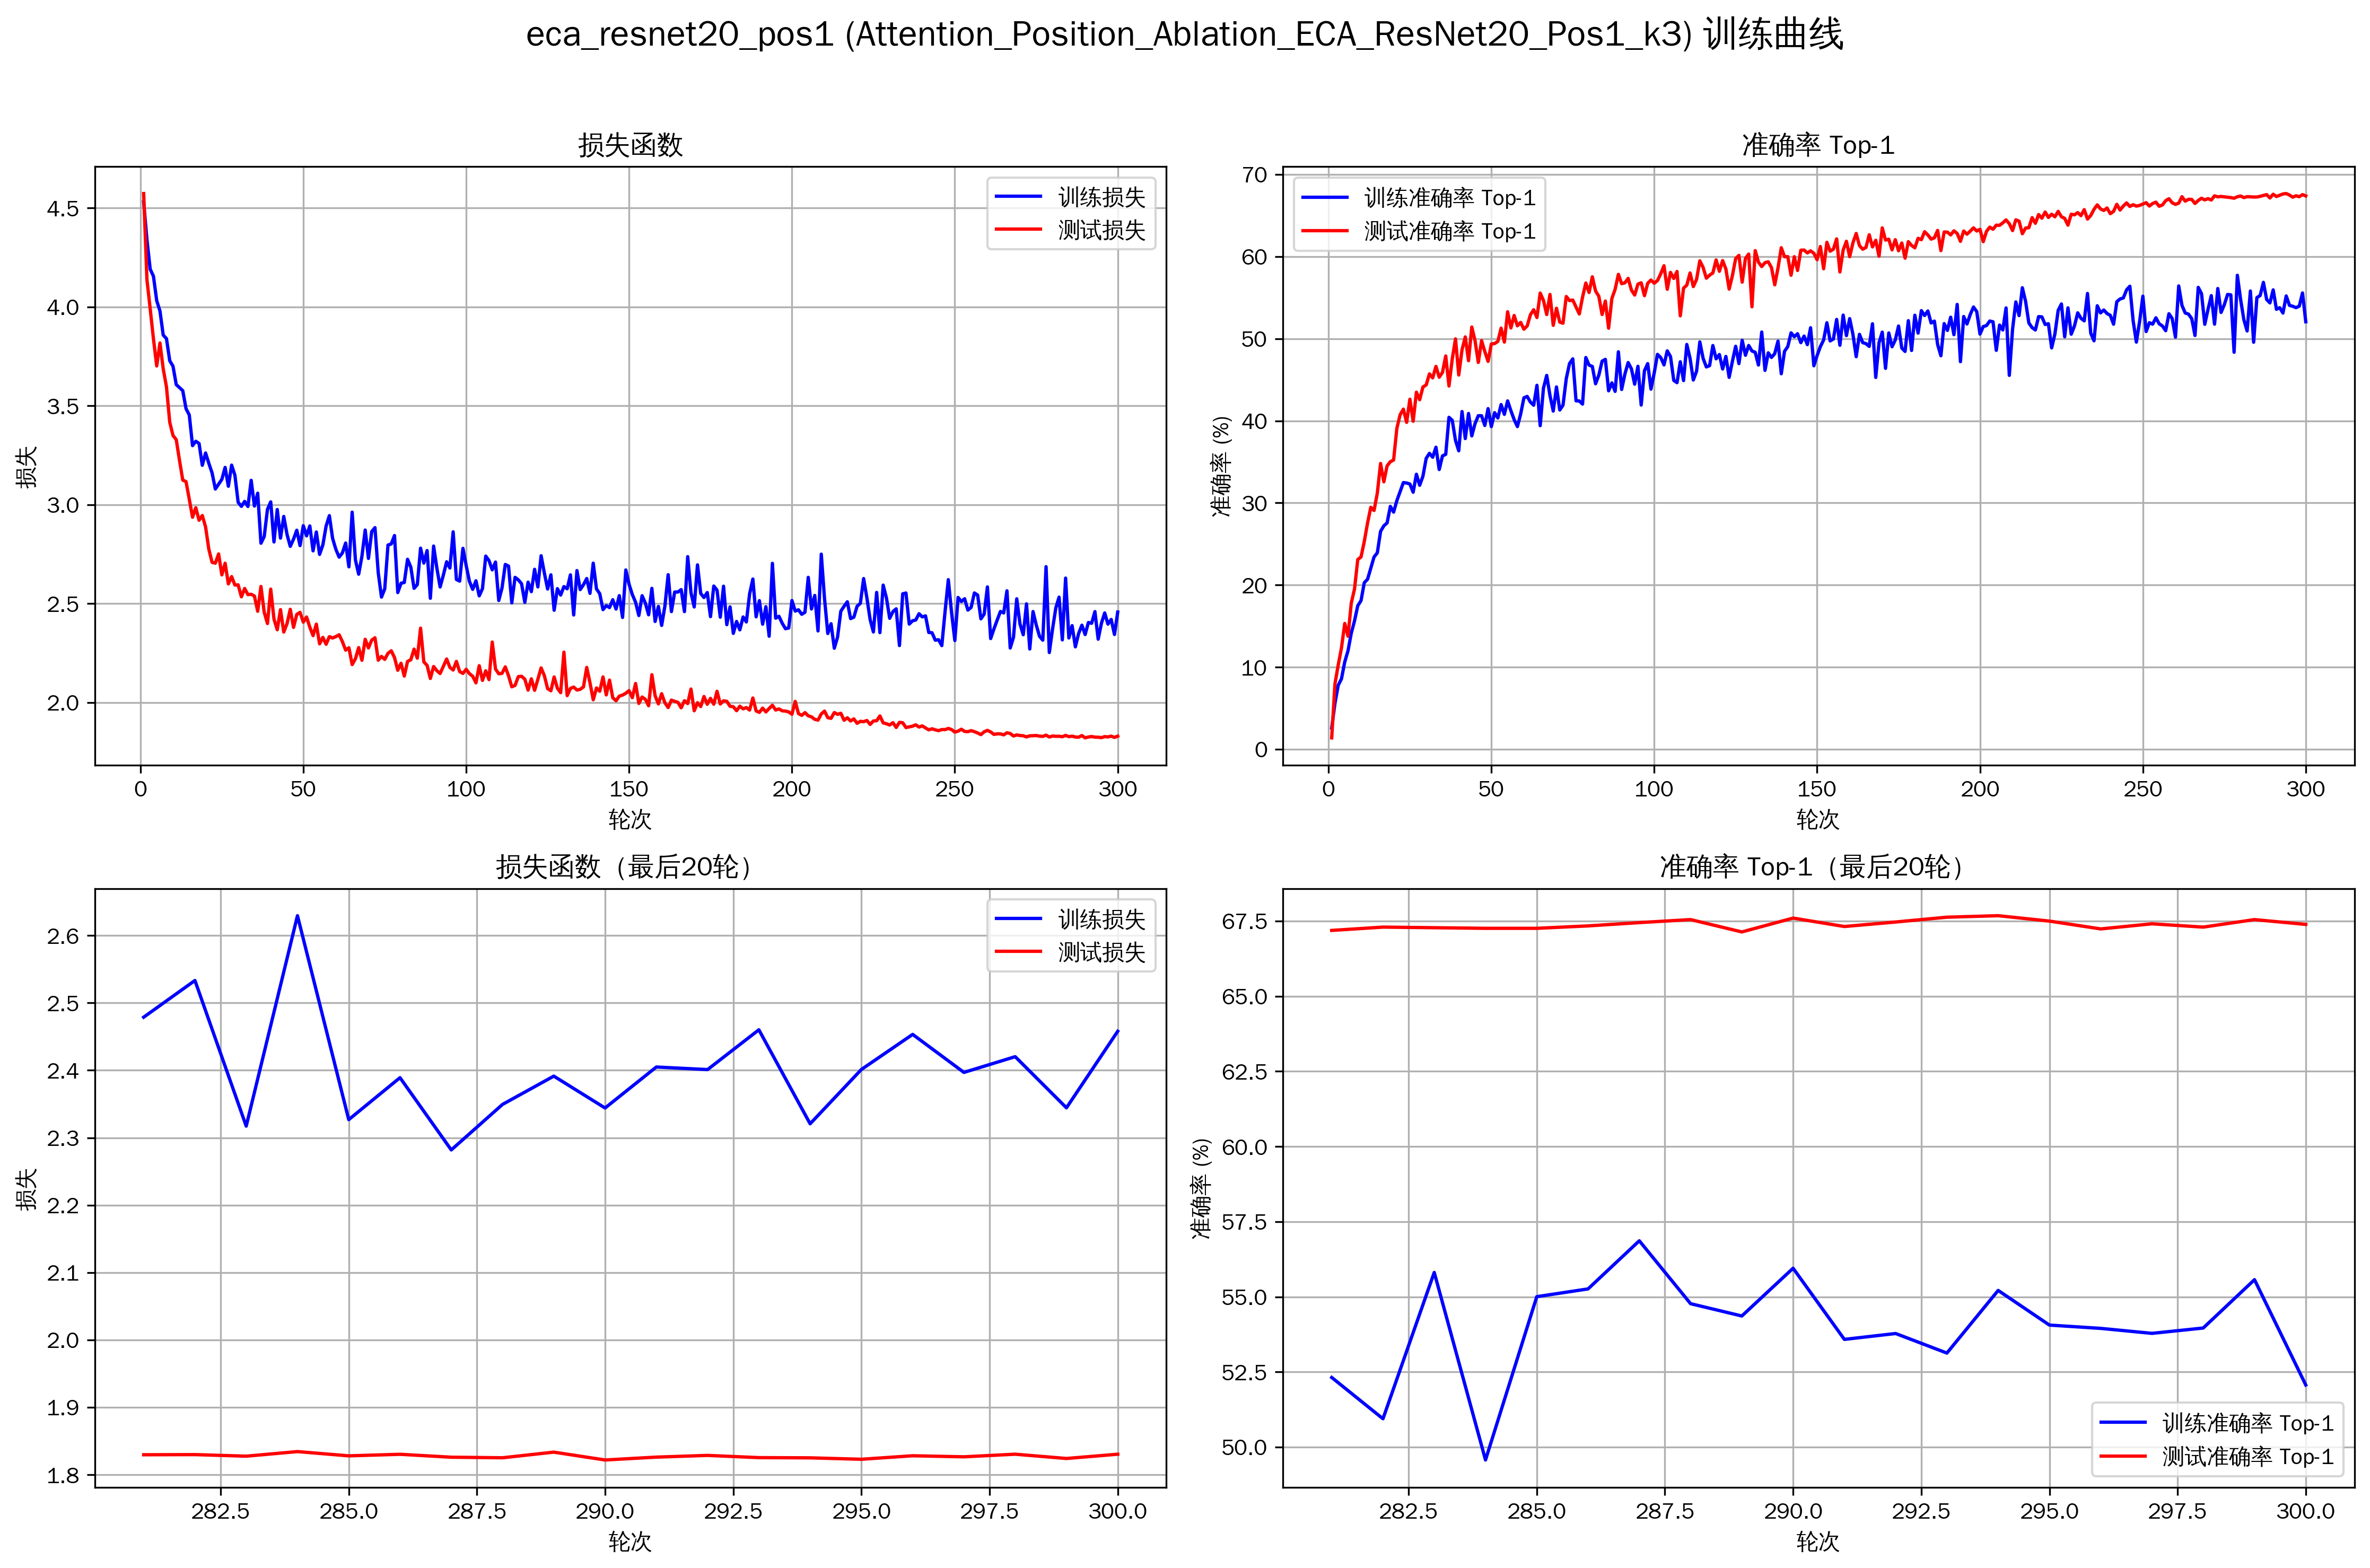 eca_resnet20_pos1 (Attention_Position_Ablation_ECA_ResNet20_Pos1_k3) 训练曲线
损失函数
训练损失
测试损失
4.5
4.0
3.5
3.0
2.5
2.0
损失
0 50 100 150 200 250 300
轮次
准确率 Top-1
训练准确率 Top-1
测试准确率 Top-1
70
60
50
40
30
20
10
0
准确率 (%)
0 50 100 150 200 250 300
轮次
损失函数（最后20轮）
训练损失
测试损失
2.6
2.5
2.4
2.3
2.2
2.1
2.0
1.9
1.8
损失
282.5 285.0 287.5 290.0 292.5 295.0 297.5 300.0
轮次
准确率 Top-1（最后20轮）
67.5
65.0
62.5
60.0
57.5
55.0
52.5
50.0
准确率 (%)
训练准确率 Top-1
测试准确率 Top-1
282.5 285.0 287.5 290.0 292.5 295.0 297.5 300.0
轮次